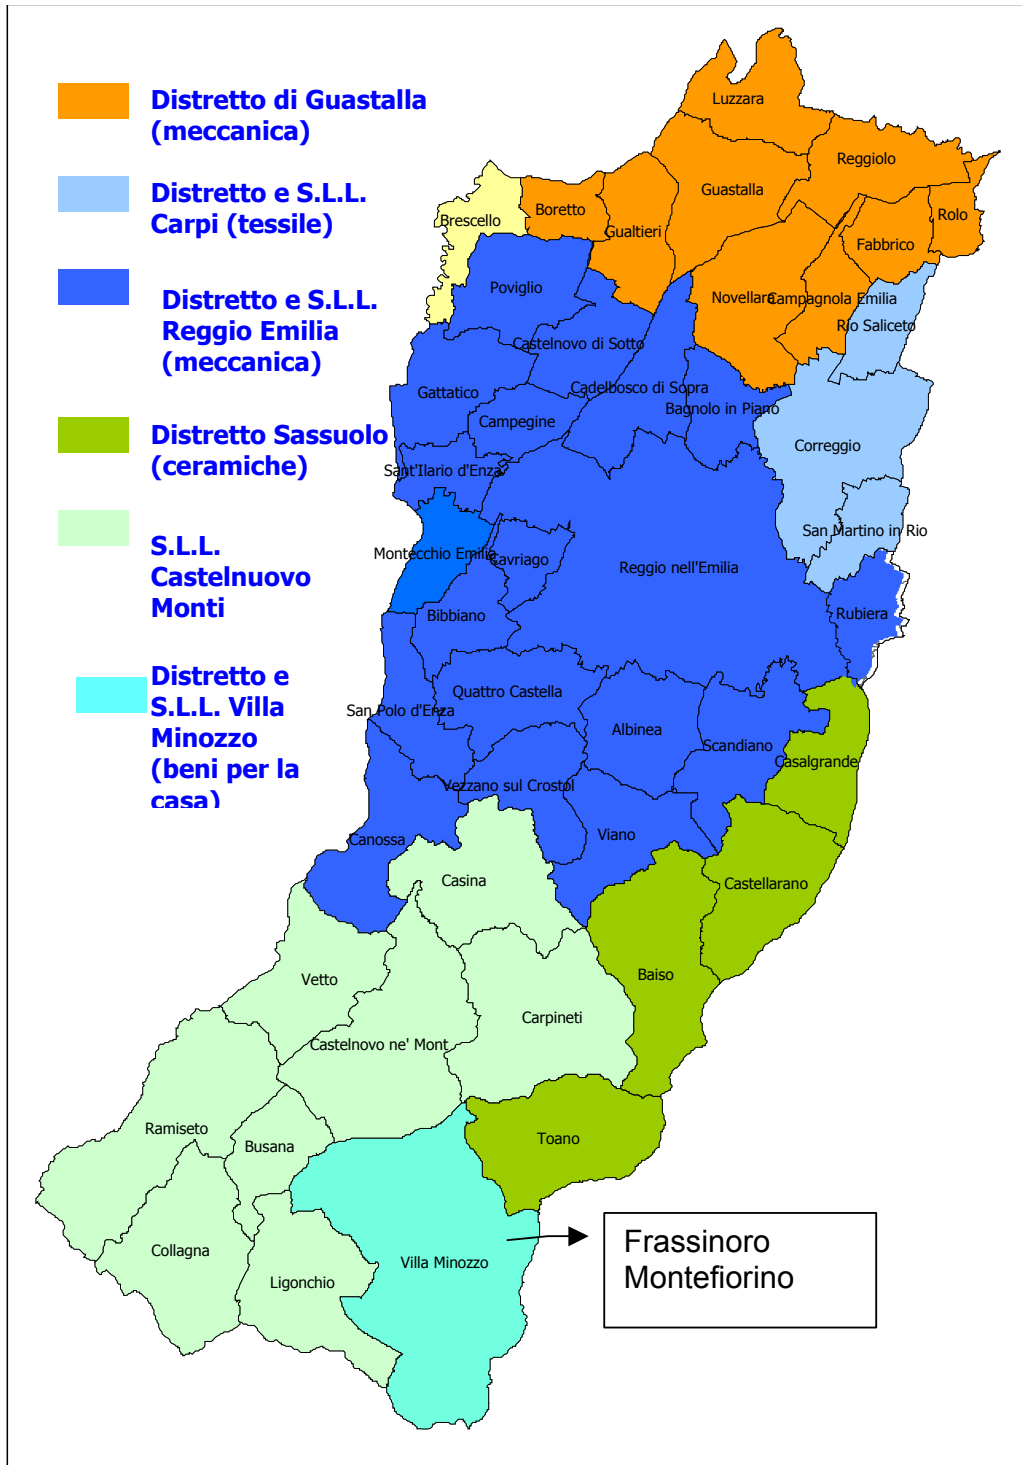 Distretto di Guastalla
(meccanica)
Distretto e S.L.L.
Carpi (tessile)
Distretto e S.L.L.
Reggio Emilia
(meccanica)
Distretto Sassuolo
(ceramiche)
S.L.L.
Castelnuovo
Monti
Distretto e
S.L.L. Villa
Minozzo
(beni per la
casa)
Luzzara
Reggiolo
Guastalla
Rolo
Boretto
Brescello
Gualtieri
Fabbrico
Poviglio
Novellara
Campagnola Emilia
Rio Saliceto
Castelnovo di Sotto
Cadelbosco di Sopra
Bagnolo in Piano
Gattatico
Campegine
Correggio
Sant'Ilario d'Enza
San Martino in Rio
Montecchio Emilia
Cavriago
Reggio nell'Emilia
Bibbiano
Rubiera
Quattro Castella
San Polo d'Enza
Albinea
Scandiano
Casalgrande
Vezzano sul Crostol
Canossa
Viano
Casina
Castellarano
Vetto
Baiso
Carpineti
Castelnovo ne' Mont
Ramiseto
Busana
Toano
Collagna
Ligonchio
Villa Minozzo
Frassinoro
Montefiorino